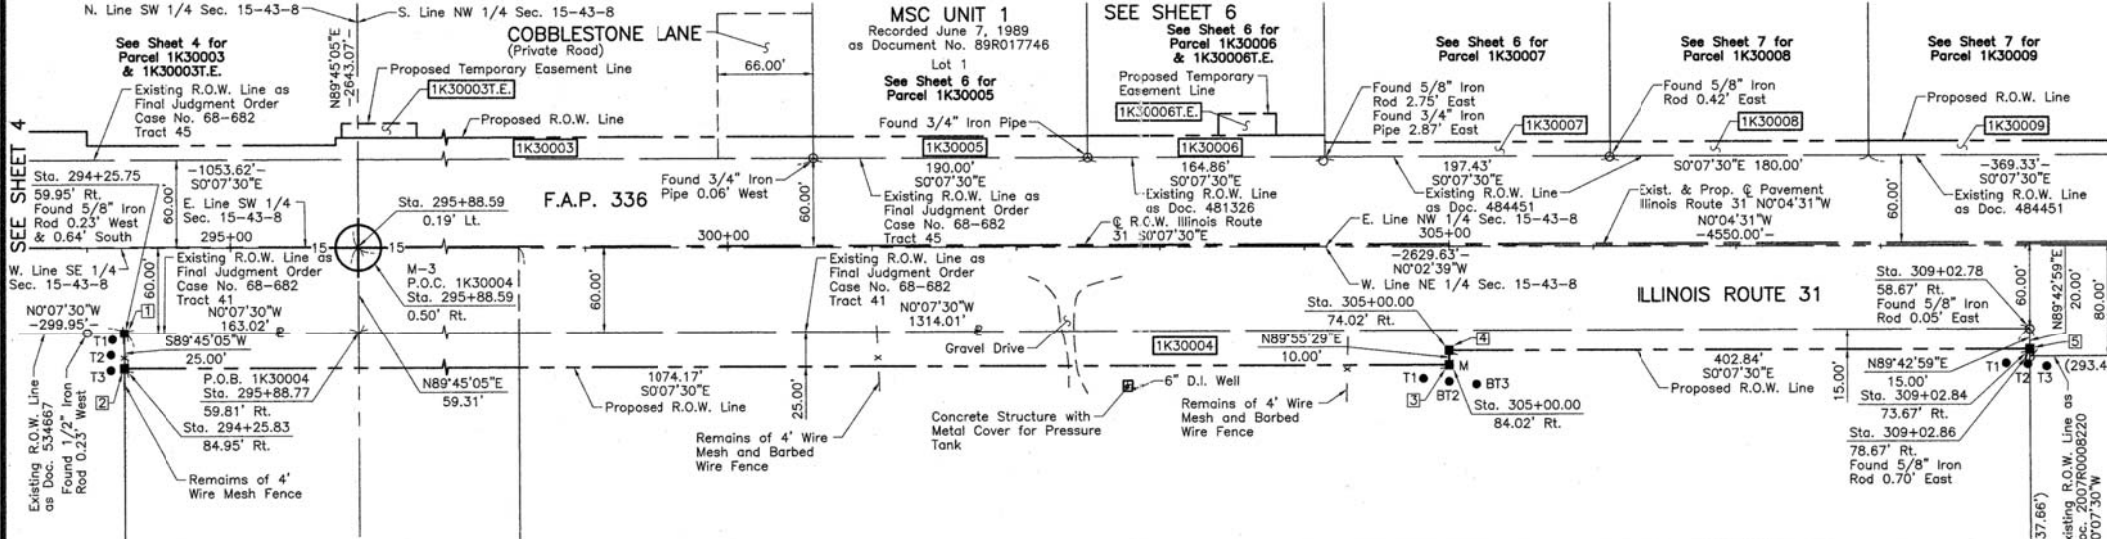 N. Line SW 1/4 Sec. 15-43-8
S. Line NW 1/4 Sec. 15-43-8
N89°45'05"E
-2643.07'-
COBBLESTONE LANE
(Private Road)
66.00'
MSC UNIT 1
Recorded June 7, 1989
as Document No. 89R017746
Lot 1
See Sheet 6 for
Parcel 1K30005
SEE SHEET 6
See Sheet 6 for
Parcel 1K30006
& 1K30006T.E.
See Sheet 6 for
Parcel 1K30007
See Sheet 7 for
Parcel 1K30008
See Sheet 7 for
Parcel 1K30009
See Sheet 4 for
Parcel 1K30003
& 1K30003T.E.
Existing R.O.W. Line as
Final Judgment Order
Case No. 68-682
Tract 45
Proposed Temporary Easement Line
1K30003T.E.
Proposed R.O.W. Line
1K30003
Found 3/4" Iron Pipe
1K30005
Proposed Temporary
Easement Line
1K30006T.E.
1K30006
Found 5/8" Iron
Rod 2.75' East
Found 3/4" Iron
Pipe 2.87' East
1K30007
Found 5/8" Iron
Rod 0.42' East
1K30008
Proposed R.O.W. Line
1K30009
SEE SHEET 4
Sta. 294+25.75
59.95' Rt.
Found 5/8" Iron
Rod 0.23' West
& 0.64' South
60.00'
-1053.62'-
S0°07'30"E
E. Line SW 1/4
Sec. 15-43-8
295+00
15
15
Sta. 295+88.59
0.19' Lt.
F.A.P. 336
Found 3/4" Iron
Pipe 0.06' West
60.00'
190.00'
S0°07'30"E
Existing R.O.W. Line as
Final Judgment Order
Case No. 68-682
Tract 45
164.86'
S0°07'30"E
Existing R.O.W. Line
as Doc. 481326
℄ R.O.W. Illinois Route
31 S0°07'30"E
197.43'
S0°07'30"E
Existing R.O.W. Line
as Doc. 484451
S0°07'30"E 180.00'
Exist. & Prop. ℄ Pavement
Illinois Route 31 N0°04'31"W
N0°04'31"W
-4550.00'-
60.00'
-369.33'-
S0°07'30"E
Existing R.O.W. Line
as Doc. 484451
300+00
E. Line NW 1/4 Sec. 15-43-8
305+00
-2629.63'-
N0°02'39"W
W. Line NE 1/4 Sec. 15-43-8
W. Line SE 1/4
Sec. 15-43-8
N0°07'30"W
-299.95'-
60.00'
1
Existing R.O.W. Line as
Final Judgment Order
Case No. 68-682
Tract 41
N0°07'30"W
163.02'
M-3
P.O.C. 1K30004
Sta. 295+88.59
0.50' Rt.
60.00'
Existing R.O.W. Line as
Final Judgment Order
Case No. 68-682
Tract 41
N0°07'30"W
1314.01'
Gravel Drive
1K30004
Sta. 305+00.00
74.02' Rt.
ILLINOIS ROUTE 31
Sta. 309+02.78
58.67' Rt.
Found 5/8" Iron
Rod 0.05' East
60.00'
N89°42'59"E
20.00'
80.00'
T1
T2
T3
2
S89°45'05"W
25.00'
P.O.B. 1K30004
Sta. 295+88.77
59.81' Rt.
Sta. 294+25.83
84.95' Rt.
N89°45'05"E
59.31'
1074.17'
S0°07'30"E
Proposed R.O.W. Line
25.00'
6" D.I. Well
N89°55'29"E
10.00'
4
M
T1
BT2
BT3
3
Sta. 305+00.00
84.02' Rt.
402.84'
S0°07'30"E
Proposed R.O.W. Line
15.00'
N89°42'59"E
15.00'
Sta. 309+02.84
73.67' Rt.
Sta. 309+02.86
78.67' Rt.
Found 5/8" Iron
Rod 0.70' East
5
T1
T2
T3
(293.4
Existing R.O.W. Line
as Doc. 534667
Found 1/2" Iron
Rod 0.23' West
Remaims of 4'
Wire Mesh Fence
Remains of 4' Wire
Mesh and Barbed
Wire Fence
Concrete Structure with
Metal Cover for Pressure
Tank
Remains of 4' Wire
Mesh and Barbed
Wire Fence
37.66')
xisting R.O.W. Line as
oc. 2007R0008220
0°07'30"W